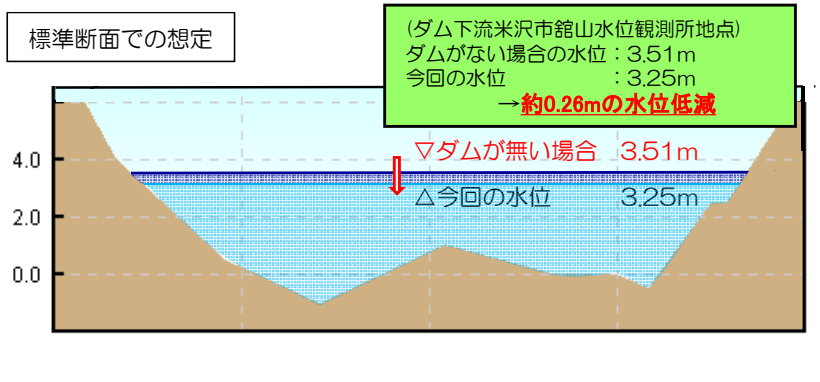 標準断面での想定
(ダム下流米沢市舘山水位観測所地点)
ダムがない場合の水位：3.51m
今回の水位　　　　　：3.25m
→約0.26mの水位低減
▽ダムが無い場合　3.51m
△今回の水位　3.25m
4.0
2.0
0.0